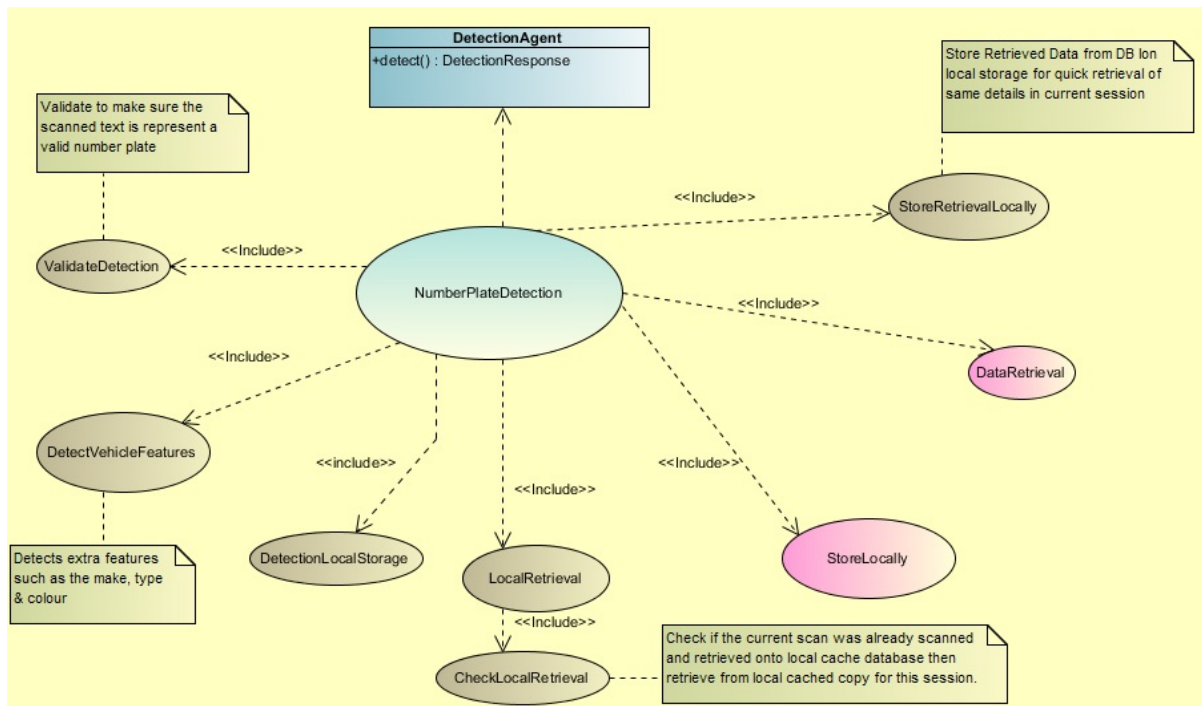 DetectionAgent
+detect() : DetectionResponse
Store Retrieved Data from DB Ion
local storage for quick retrieval of
same details in current session
Validate to make sure the
scanned text is represent a
valid number plate
<<Include>>
StoreRetrievalLocally
<<Include>>
ValidateDetection
NumberPlateDetection
<<Include>>
<<Include>>
DataRetrieval
DetectVehicleFeatures
<<include>>
<<Include>>
<<Include>>
Detects extra features
such as the make, type
& colour
DetectionLocalStorage
LocalRetrieval
StoreLocally
<<Include>>
CheckLocalRetrieval
Check if the current scan was already scanned
and retrieved onto local cache database then
retrieve from local cached copy for this session.